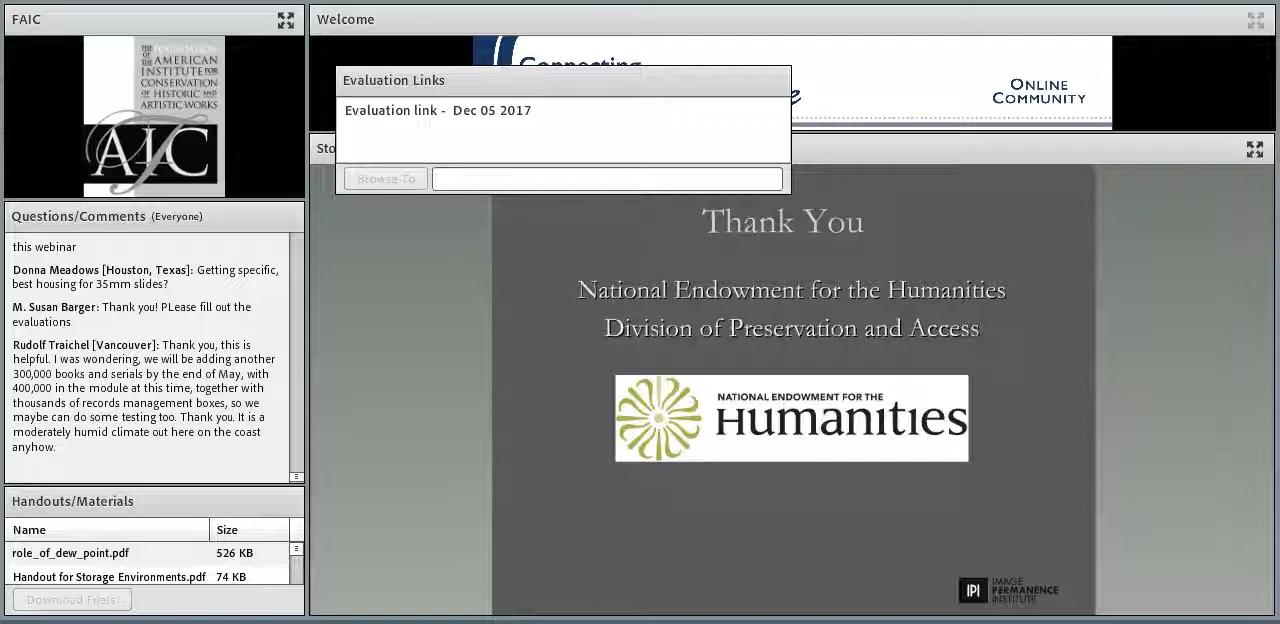 FAIC
THE
OF THE
OF THE AMERICAN
INSTITUTE FOR
CONSERVATION
OF HISTORIC AND
ARTISTIC WORKS
AIC
Questions/Comments (Everyone)
this webinar
Donna Meadows [Houston, Texas]: Getting specific,
best housing for 35mm slides?
M. Susan Barger: Thank you! PLease fill out the
evaluations
Rudolf Traichel [Vancouver]: Thank you, this is
helpful. I was wondering, we will be adding another
300,000 books and serials by the end of May, with
400,000 in the module at this time, together with
thousands of records management boxes, so we
maybe can do some testing too. Thank you. It is a
moderately humid climate out here on the coast
anyhow.
Handouts/Materials
Name Size
role_of_dew_point.pdf 526 KB
Handout for Storage Environments.pdf 74 KB
Download File(s)
Welcome
Connecting
ONLINE
COMMUNITY
Evaluation Links
Evaluation link - Dec 05 2017
Browse To
Sto
Thank You
National Endowment for the Humanities
Division of Preservation and Access
NATIONAL ENDOWMENT FOR THE
Humanities
IPI
IMAGE
PERMANENCE
INSTITUTE